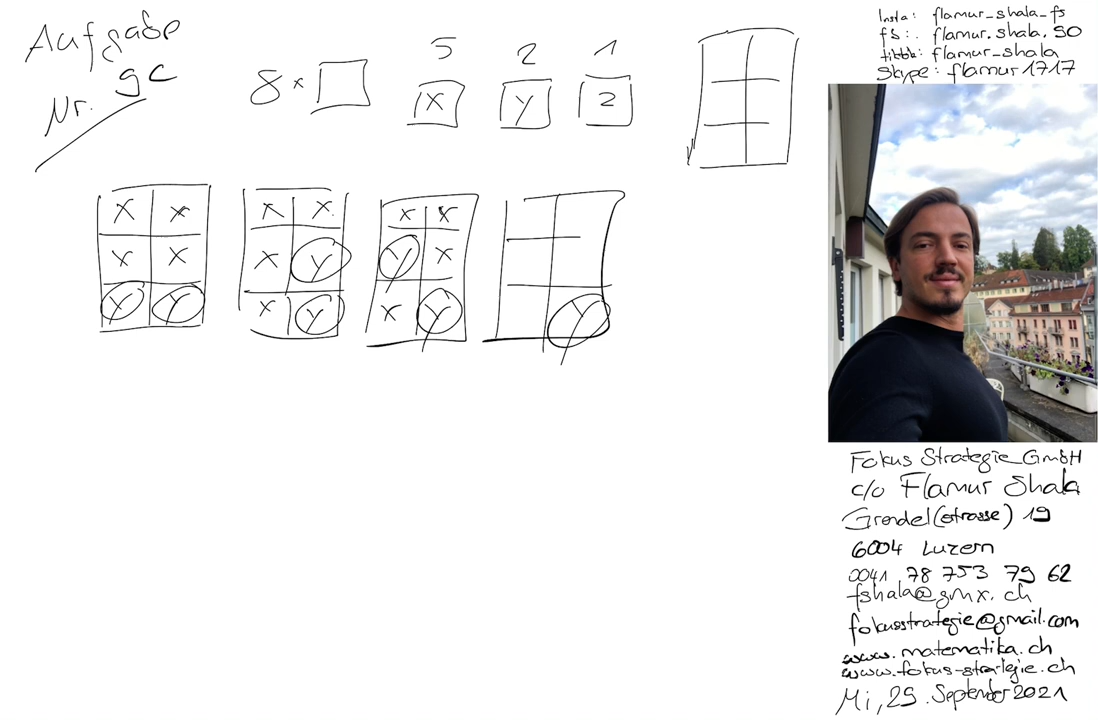 Aufgabe
Nr. 9c
8 × □
5 2 1
x y 2
x x
x x
y y
x x
x y
x y
x x
y x
x y
y
Insta: flamur_shala_fs
fb:. flamur.shala.50
flamur_shala
Skype: flamur1717
Fokus Strategie GmbH
c/o Flamur Shala
Grendel(strasse) 19
6004 Luzern
0041 78 753 79 62
fshala@gmx.ch
fokusstrategie@gmail.com
www.matematika.ch
www.fokus-strategie.ch
Mi, 29. September 2021